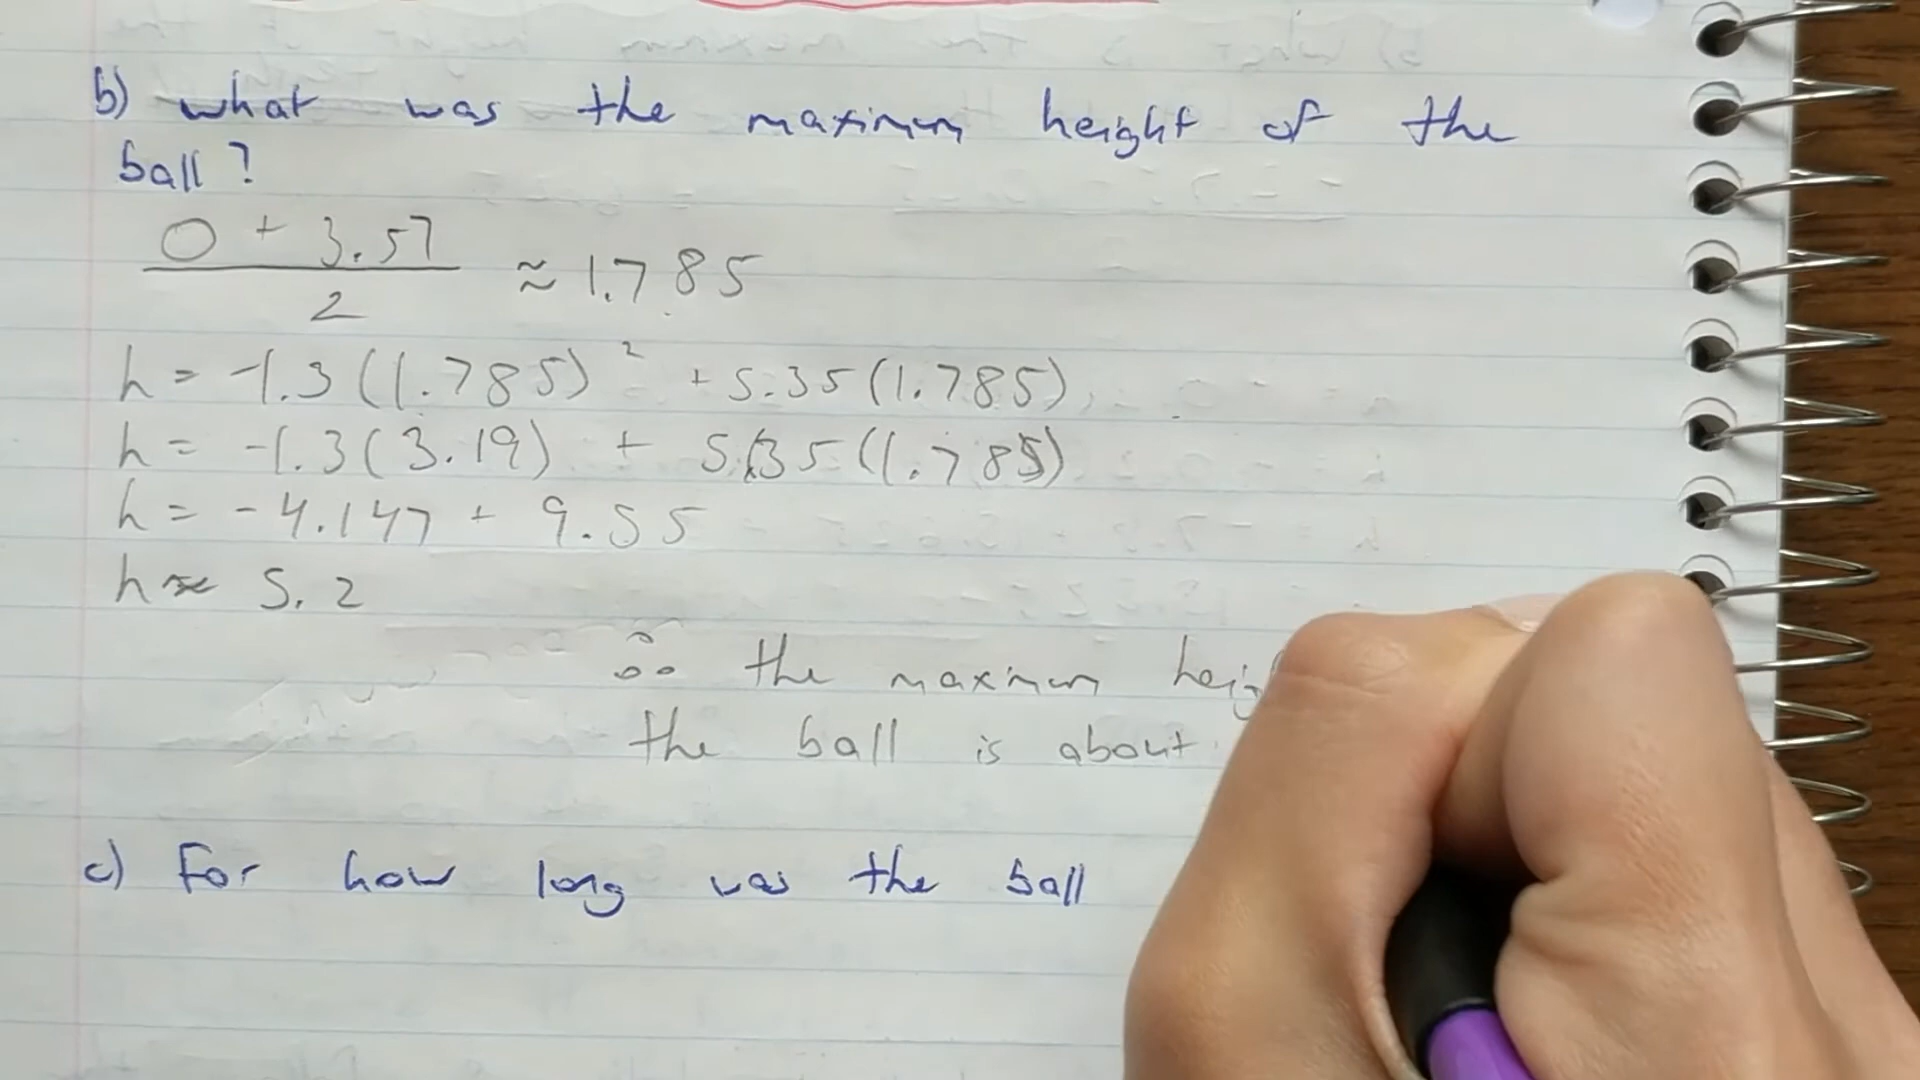 b) what was the maximum height of the
ball?
0 + 3.57
2
≈ 1.785
h = -1.3(1.785)² + 5.35(1.785)
h = -1.3(3.19) + 5.35(1.785)
h = -4.147 + 9.55
h ≈ 5.2
∴ the maximum
the ball is about
c) For how long was the ball